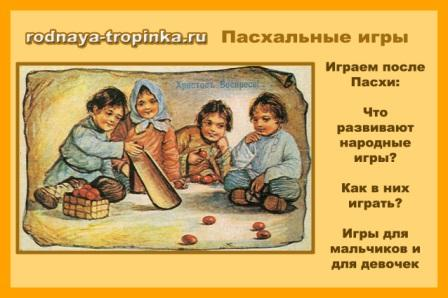 rodnaya-tropinka.ru Пасхальные игры
Христосъ Воскресе!
Играем после
Пасхи:
Что
развивают
народные
игры?
Как в них
играть?
Игры для
мальчиков и
для девочек